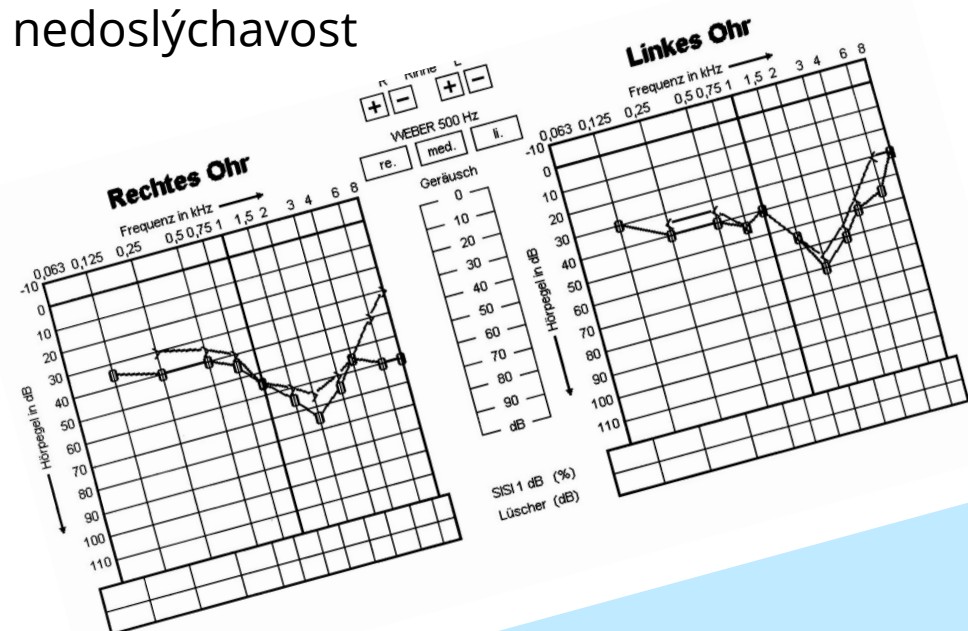 nedoslýchavost
Rinne
+ − + −
WEBER 500 Hz
re. med. li.
Geräusch
0
10
20
30
40
50
60
70
80
90
dB
SISI 1 dB (%)
Lüscher (dB)
Rechtes Ohr
Frequenz in kHz
0,063 0,125 0,25 0,5 0,75 1 1,5 2 3 4 6 8
-10
0
10
20
30
40
50
60
70
80
90
100
110
Hörpegel in dB
Linkes Ohr
Frequenz in kHz
0,063 0,125 0,25 0,5 0,75 1 1,5 2 3 4 6 8
-10
0
10
20
30
40
50
60
70
80
90
100
110
Hörpegel in dB